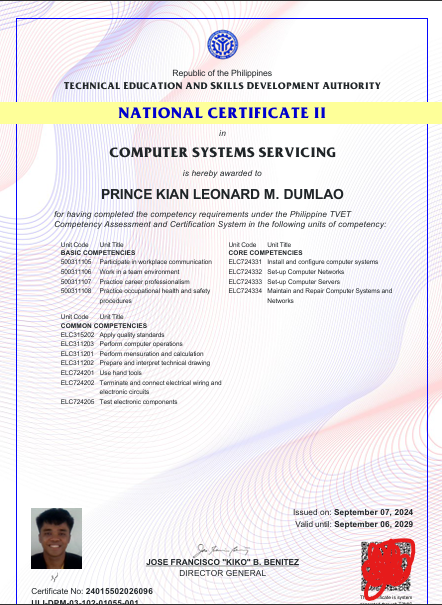 Republic of the Philippines
TECHNICAL EDUCATION AND SKILLS DEVELOPMENT AUTHORITY
NATIONAL CERTIFICATE II
in
COMPUTER SYSTEMS SERVICING
is hereby awarded to
PRINCE KIAN LEONARD M. DUMLAO
for having completed the competency requirements under the Philippine TVET
Competency Assessment and Certification System in the following units of competency:
Unit Code Unit Title
BASIC COMPETENCIES
500311105 Participate in workplace communication
500311106 Work in a team environment
500311107 Practice career professionalism
500311108 Practice occupational health and safety
procedures
Unit Code Unit Title
CORE COMPETENCIES
ELC724331 Install and configure computer systems
ELC724332 Set-up Computer Networks
ELC724333 Set-up Computer Servers
ELC724334 Maintain and Repair Computer Systems and
Networks
Unit Code Unit Title
COMMON COMPETENCIES
ELC315202 Apply quality standards
ELC311203 Perform computer operations
ELC311201 Perform mensuration and calculation
ELC311202 Prepare and interpret technical drawing
ELC724201 Use hand tools
ELC724202 Terminate and connect electrical wiring and
electronic circuits
ELC724205 Test electronic components
Issued on: September 07, 2024
Valid until: September 06, 2029
JOSE FRANCISCO "KIKO" B. BENITEZ
DIRECTOR GENERAL
Certificate No: 24015502026096